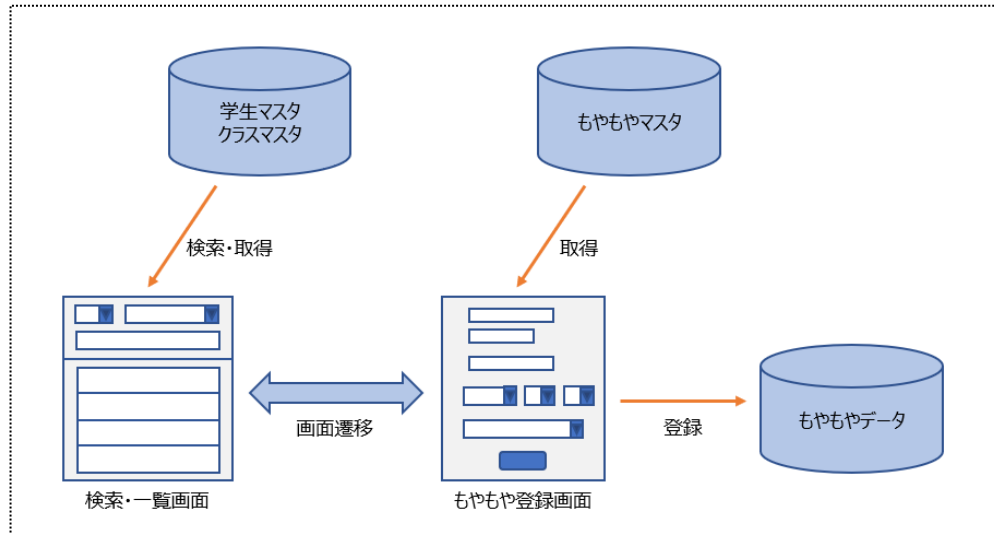 学生マスタ
クラスマスタ
もやもやマスタ
検索・取得
取得
画面遷移
登録
もやもやデータ
検索・一覧画面
もやもや登録画面